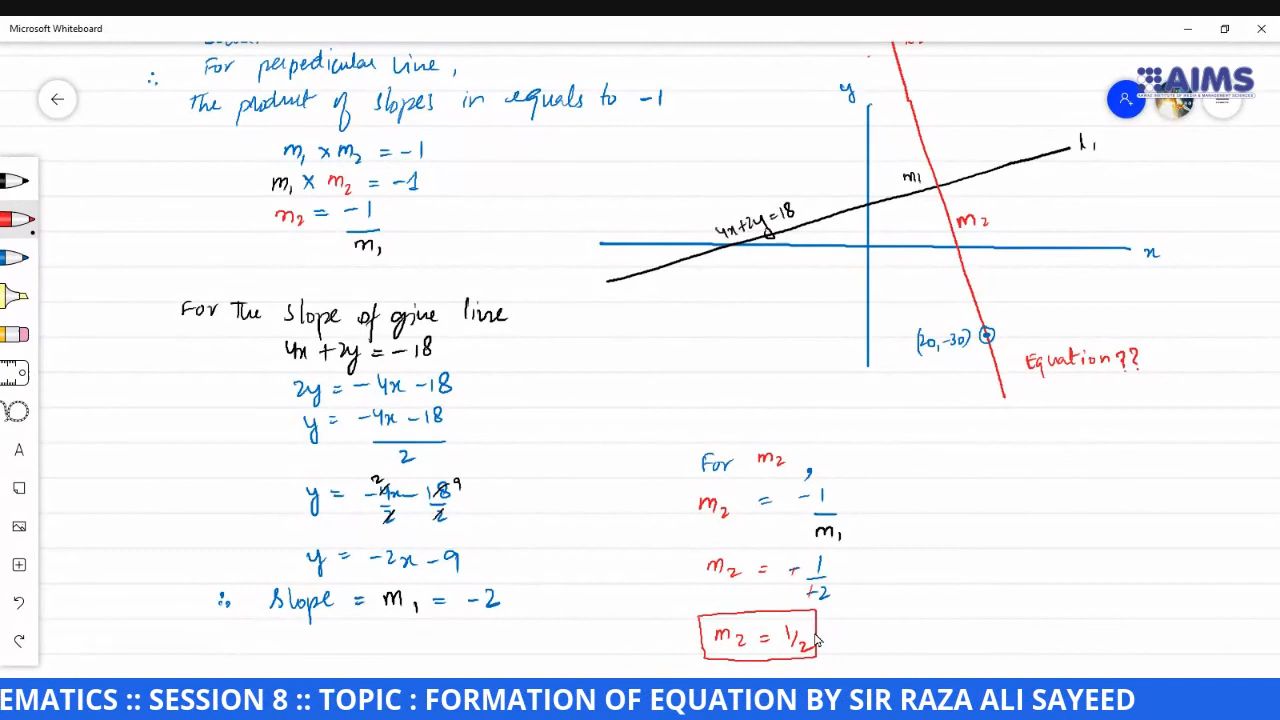 Microsoft Whiteboard
∴ For perpedicular line,
The product of slopes in equals to -1
m₁ × m₂ = -1
m₁ × m₂ = -1
m₂ = -1
m₁
For The slope of give line
4x + 2y = -18
2y = -4x - 18
y = -4x - 18
2
y = -4x - 18
2 9
2 2
y = -2x - 9
∴ Slope = m₁ = -2
AIMS
y
l₁
m₁
4x+2y=18
m₂
x
(20, -30)
Equation??
For m₂,
m₂ = -1
m₁
m₂ = + 1
+2
m₂ = 1/2
A
EMATICS :: SESSION 8 :: TOPIC : FORMATION OF EQUATION BY SIR RAZA ALI SAYEED